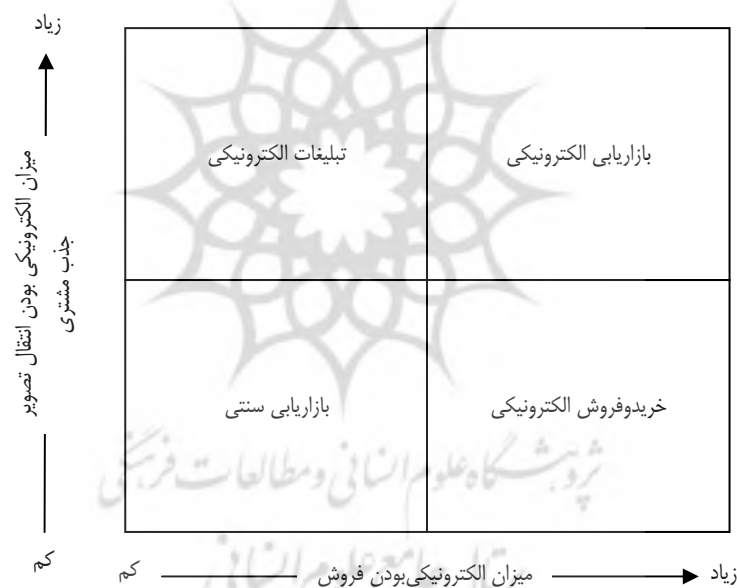 زیاد
میزان الکترونیکی بودن انتقال تصویر
جذب مشتری
کم
بازاریابی الکترونیکی
تبلیغات الکترونیکی
خریدوفروش الکترونیکی
بازاریابی سنتی
پژوهشگاه علوم انسانی و مطالعات فرهنگی
زیاد
میزان الکترونیکی‌بودن فروش
کم